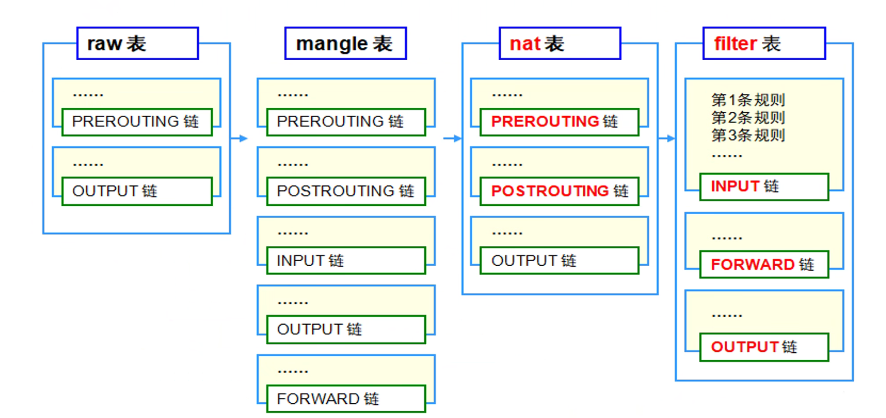 raw 表
……
PREROUTING 链
……
OUTPUT 链
mangle 表
……
PREROUTING 链
……
POSTROUTING 链
……
INPUT 链
……
OUTPUT 链
……
FORWARD 链
nat 表
……
PREROUTING 链
……
POSTROUTING 链
……
OUTPUT 链
filter 表
第1条规则
第2条规则
第3条规则
……
INPUT 链
……
FORWARD 链
……
OUTPUT 链